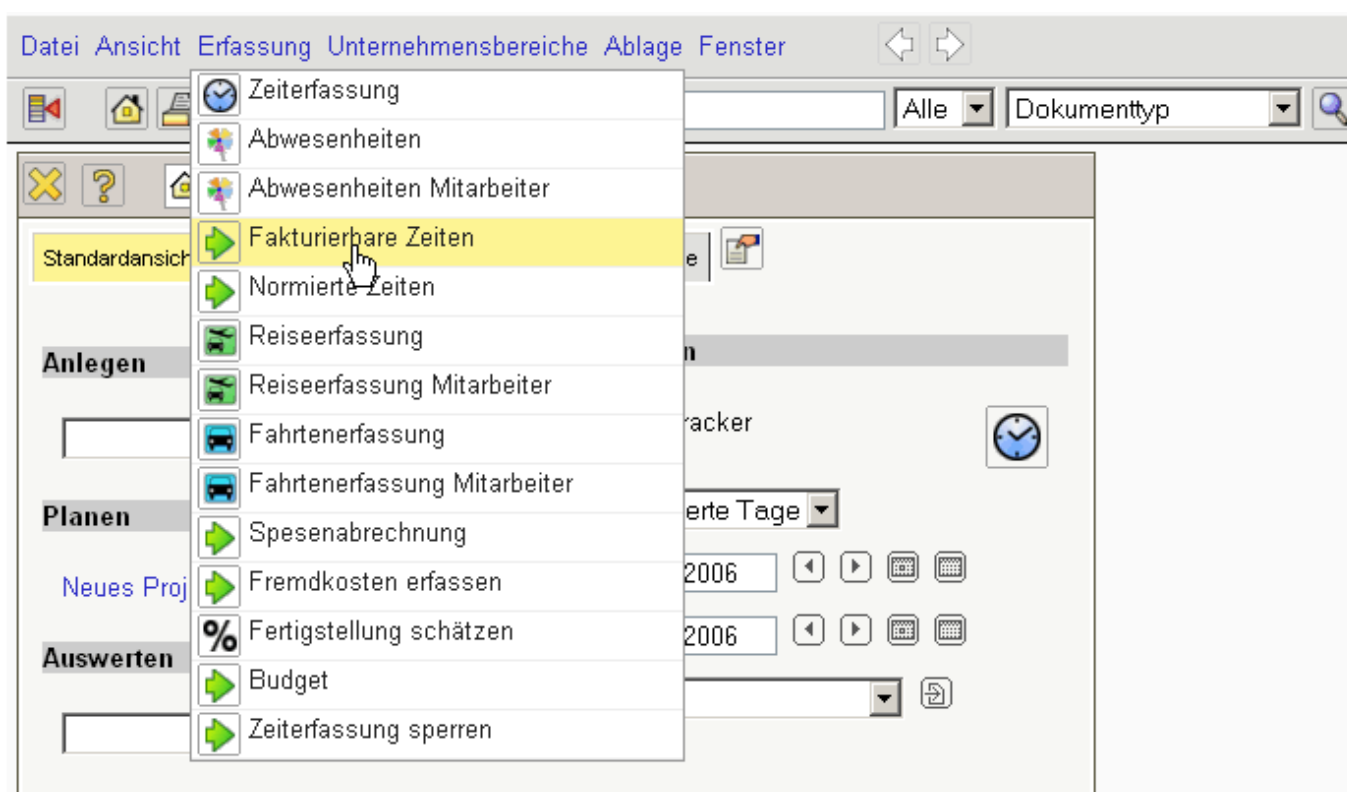 Datei Ansicht Erfassung Unternehmensbereiche Ablage Fenster
Alle Dokumenttyp
Zeiterfassung
Abwesenheiten
Abwesenheiten Mitarbeiter
Fakturierbare Zeiten
Normierte Zeiten
Reiseerfassung
Reiseerfassung Mitarbeiter
Fahrtenerfassung
Fahrtenerfassung Mitarbeiter
Spesenabrechnung
Fremdkosten erfassen
% Fertigstellung schätzen
Budget
Zeiterfassung sperren
Standardansich
e
Anlegen
n
racker
Planen
erte Tage
Neues Proj
2006
2006
Auswerten